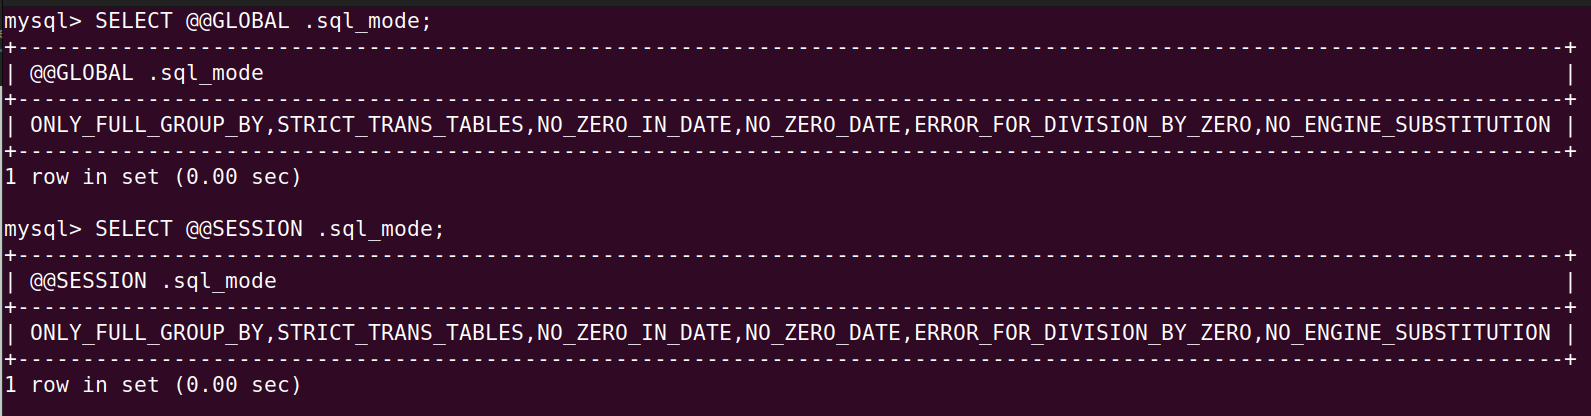 mysql> SELECT @@GLOBAL .sql_mode;
+-----------------------------------------------------------------------------------------------------------------------+
| @@GLOBAL .sql_mode                                                                                                    |
+-----------------------------------------------------------------------------------------------------------------------+
| ONLY_FULL_GROUP_BY,STRICT_TRANS_TABLES,NO_ZERO_IN_DATE,NO_ZERO_DATE,ERROR_FOR_DIVISION_BY_ZERO,NO_ENGINE_SUBSTITUTION |
+-----------------------------------------------------------------------------------------------------------------------+
1 row in set (0.00 sec)

mysql> SELECT @@SESSION .sql_mode;
+-----------------------------------------------------------------------------------------------------------------------+
| @@SESSION .sql_mode                                                                                                   |
+-----------------------------------------------------------------------------------------------------------------------+
| ONLY_FULL_GROUP_BY,STRICT_TRANS_TABLES,NO_ZERO_IN_DATE,NO_ZERO_DATE,ERROR_FOR_DIVISION_BY_ZERO,NO_ENGINE_SUBSTITUTION |
+-----------------------------------------------------------------------------------------------------------------------+
1 row in set (0.00 sec)